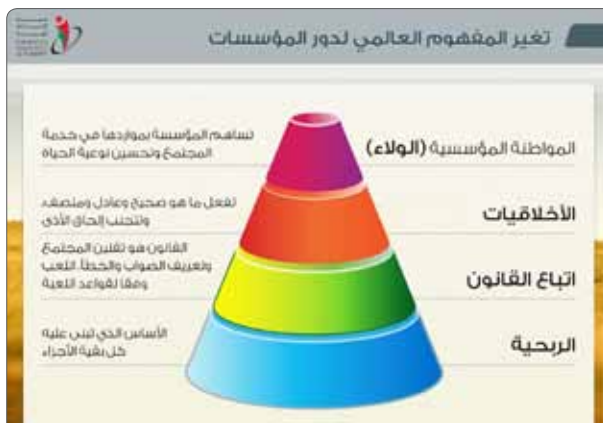 تغير المفهوم العالمي لدور المؤسسات
المواطنة المؤسسية (الولاء)
تساهم المؤسسة بمواردها في خدمة
المجتمع وتحسين نوعية الحياة
الأخلاقيات
تفعل ما هو صحيح وعادل ومنصف،
وتتجنب إلحاق الأذى
اتباع القانون
القانون هو تقنين المجتمع
وتعريف الصواب والخطأ، اللعب
وفقا لقواعد اللعبة
الربحية
الأساس الذي تبنى عليه
كل بقية الأجزاء